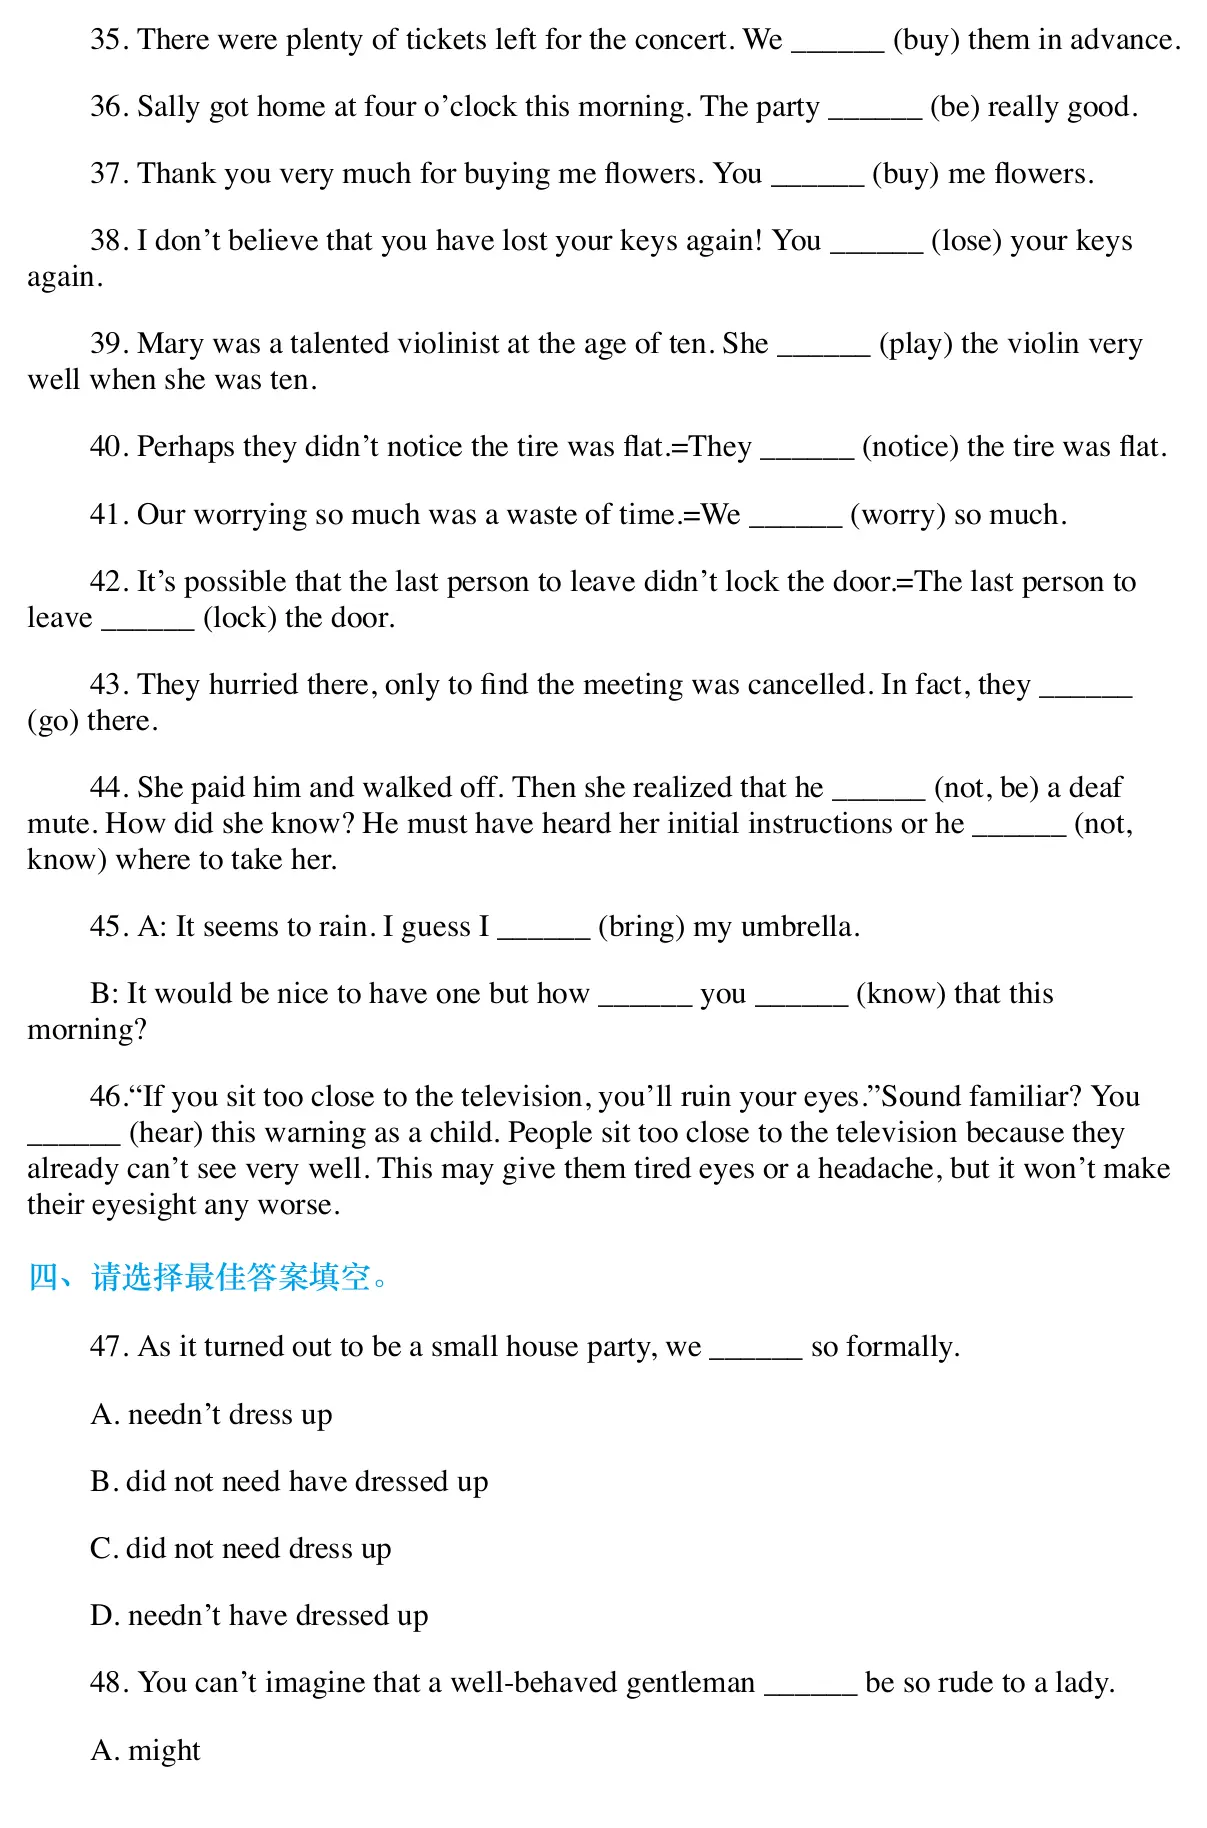 35. There were plenty of tickets left for the concert. We ______ (buy) them in advance.
36. Sally got home at four o’clock this morning. The party ______ (be) really good.
37. Thank you very much for buying me flowers. You ______ (buy) me flowers.
38. I don’t believe that you have lost your keys again! You ______ (lose) your keys
again.
39. Mary was a talented violinist at the age of ten. She ______ (play) the violin very
well when she was ten.
40. Perhaps they didn’t notice the tire was flat.=They ______ (notice) the tire was flat.
41. Our worrying so much was a waste of time.=We ______ (worry) so much.
42. It’s possible that the last person to leave didn’t lock the door.=The last person to
leave ______ (lock) the door.
43. They hurried there, only to find the meeting was cancelled. In fact, they ______
(go) there.
44. She paid him and walked off. Then she realized that he ______ (not, be) a deaf
mute. How did she know? He must have heard her initial instructions or he ______ (not,
know) where to take her.
45. A: It seems to rain. I guess I ______ (bring) my umbrella.
B: It would be nice to have one but how ______ you ______ (know) that this
morning?
46.“If you sit too close to the television, you’ll ruin your eyes.”Sound familiar? You
______ (hear) this warning as a child. People sit too close to the television because they
already can’t see very well. This may give them tired eyes or a headache, but it won’t make
their eyesight any worse.
四、请选择最佳答案填空。
47. As it turned out to be a small house party, we ______ so formally.
A. needn’t dress up
B. did not need have dressed up
C. did not need dress up
D. needn’t have dressed up
48. You can’t imagine that a well-behaved gentleman ______ be so rude to a lady.
A. might